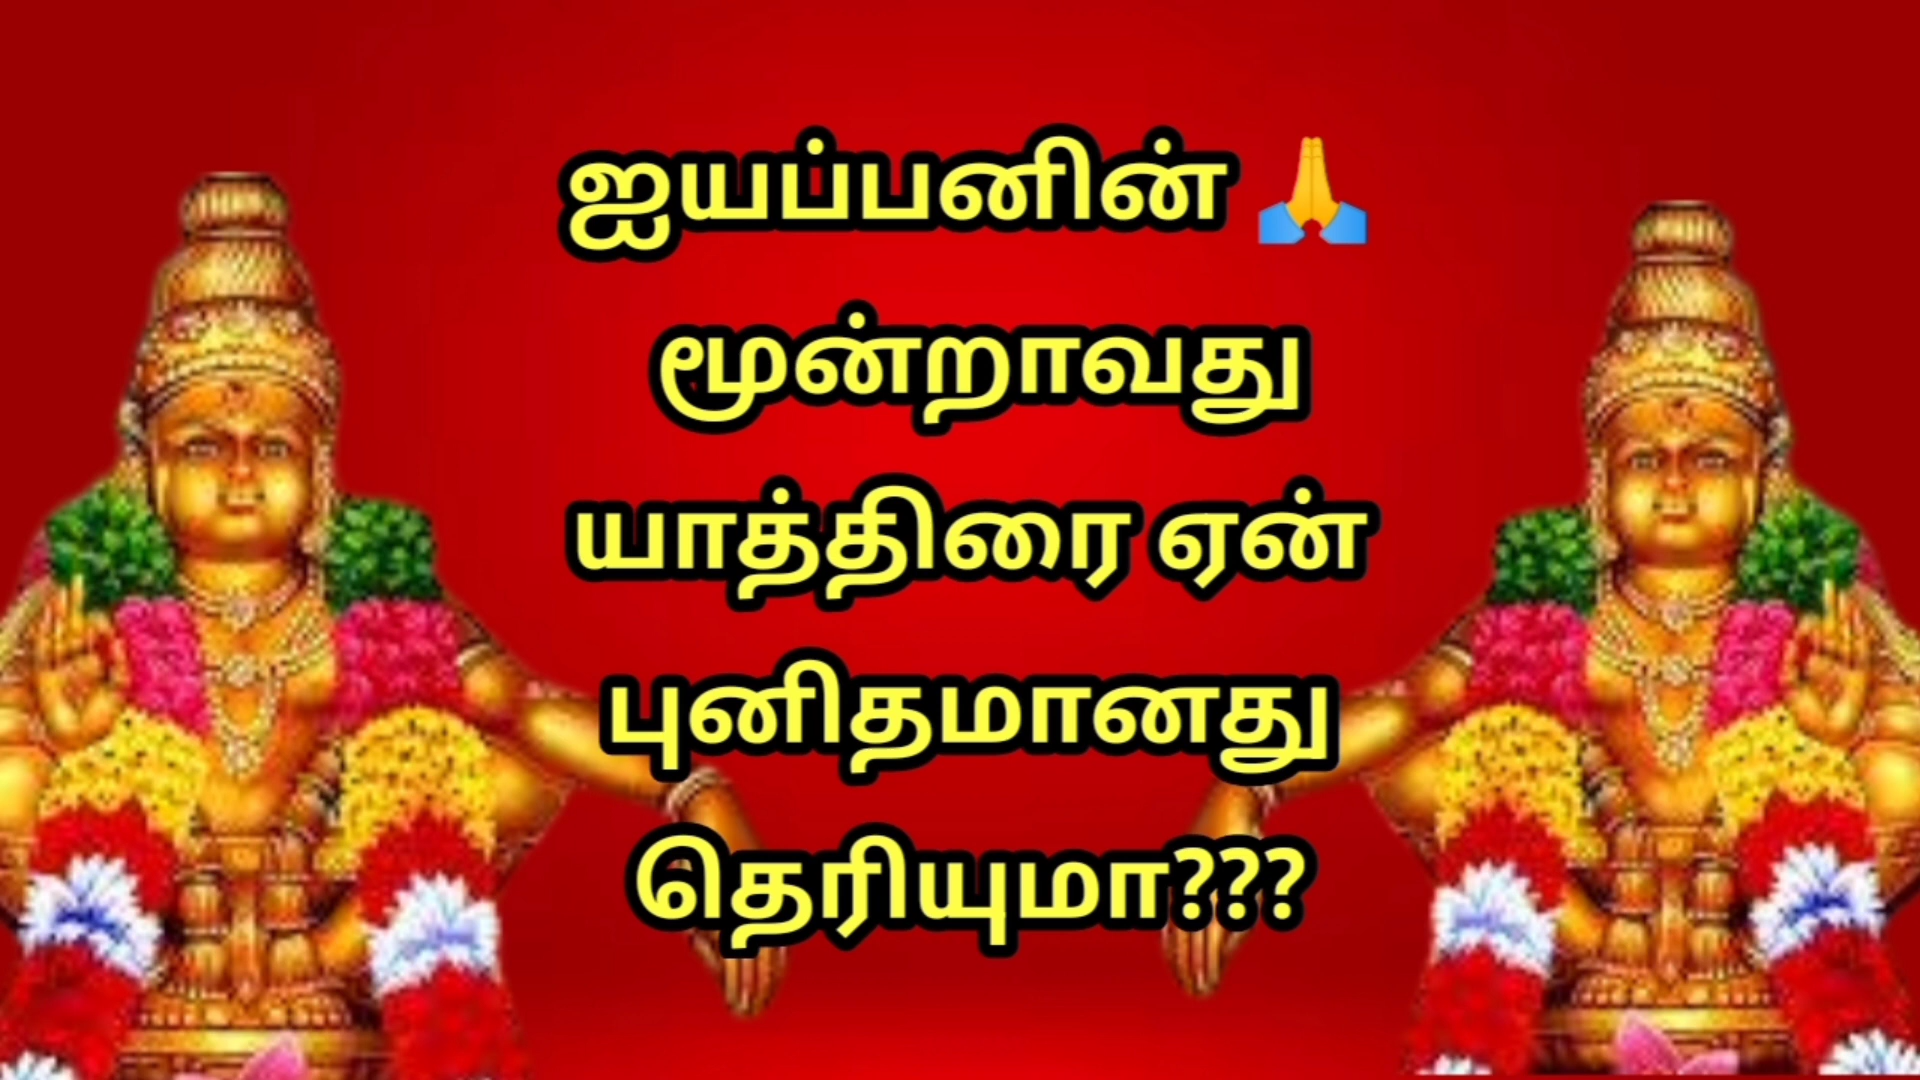 ஐயப்பனின் 🙏
மூன்றாவது
யாத்திரை ஏன்
புனிதமானது
தெரியுமா???